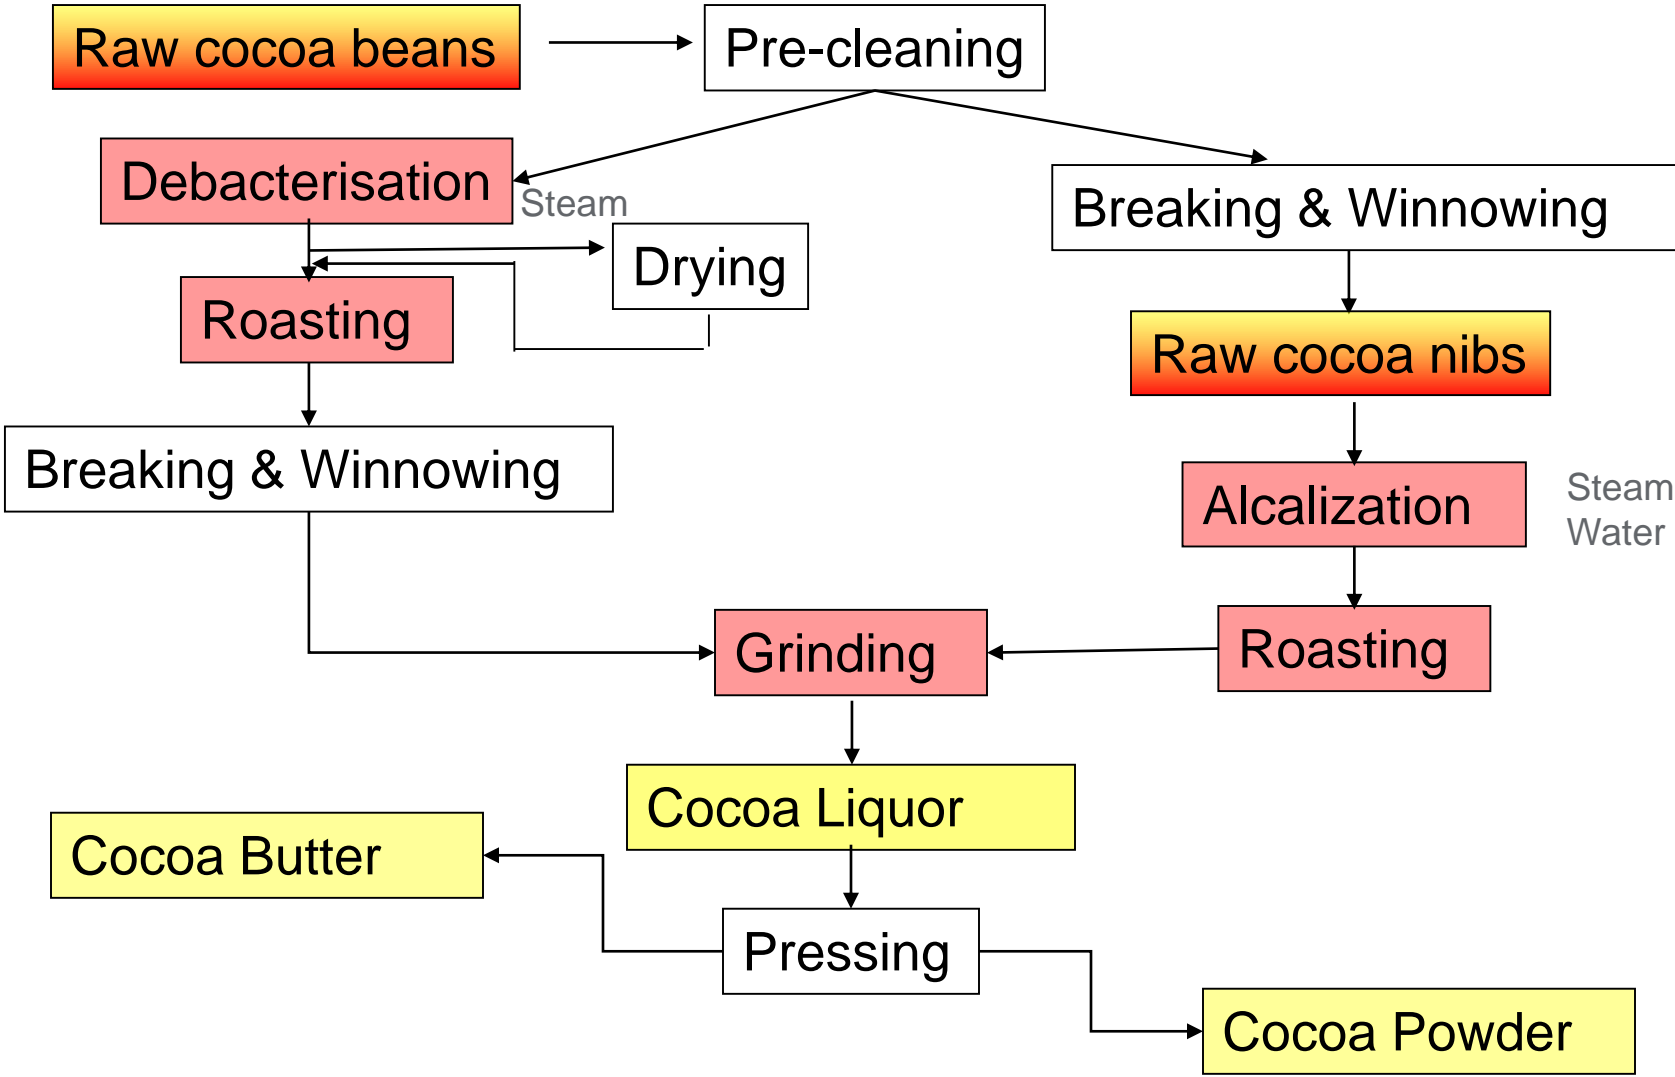 Raw cocoa beans
Pre-cleaning
Debacterisation
Steam
Breaking & Winnowing
Drying
Roasting
Raw cocoa nibs
Breaking & Winnowing
Alcalization
Steam
Water
Grinding
Roasting
Cocoa Liquor
Cocoa Butter
Pressing
Cocoa Powder